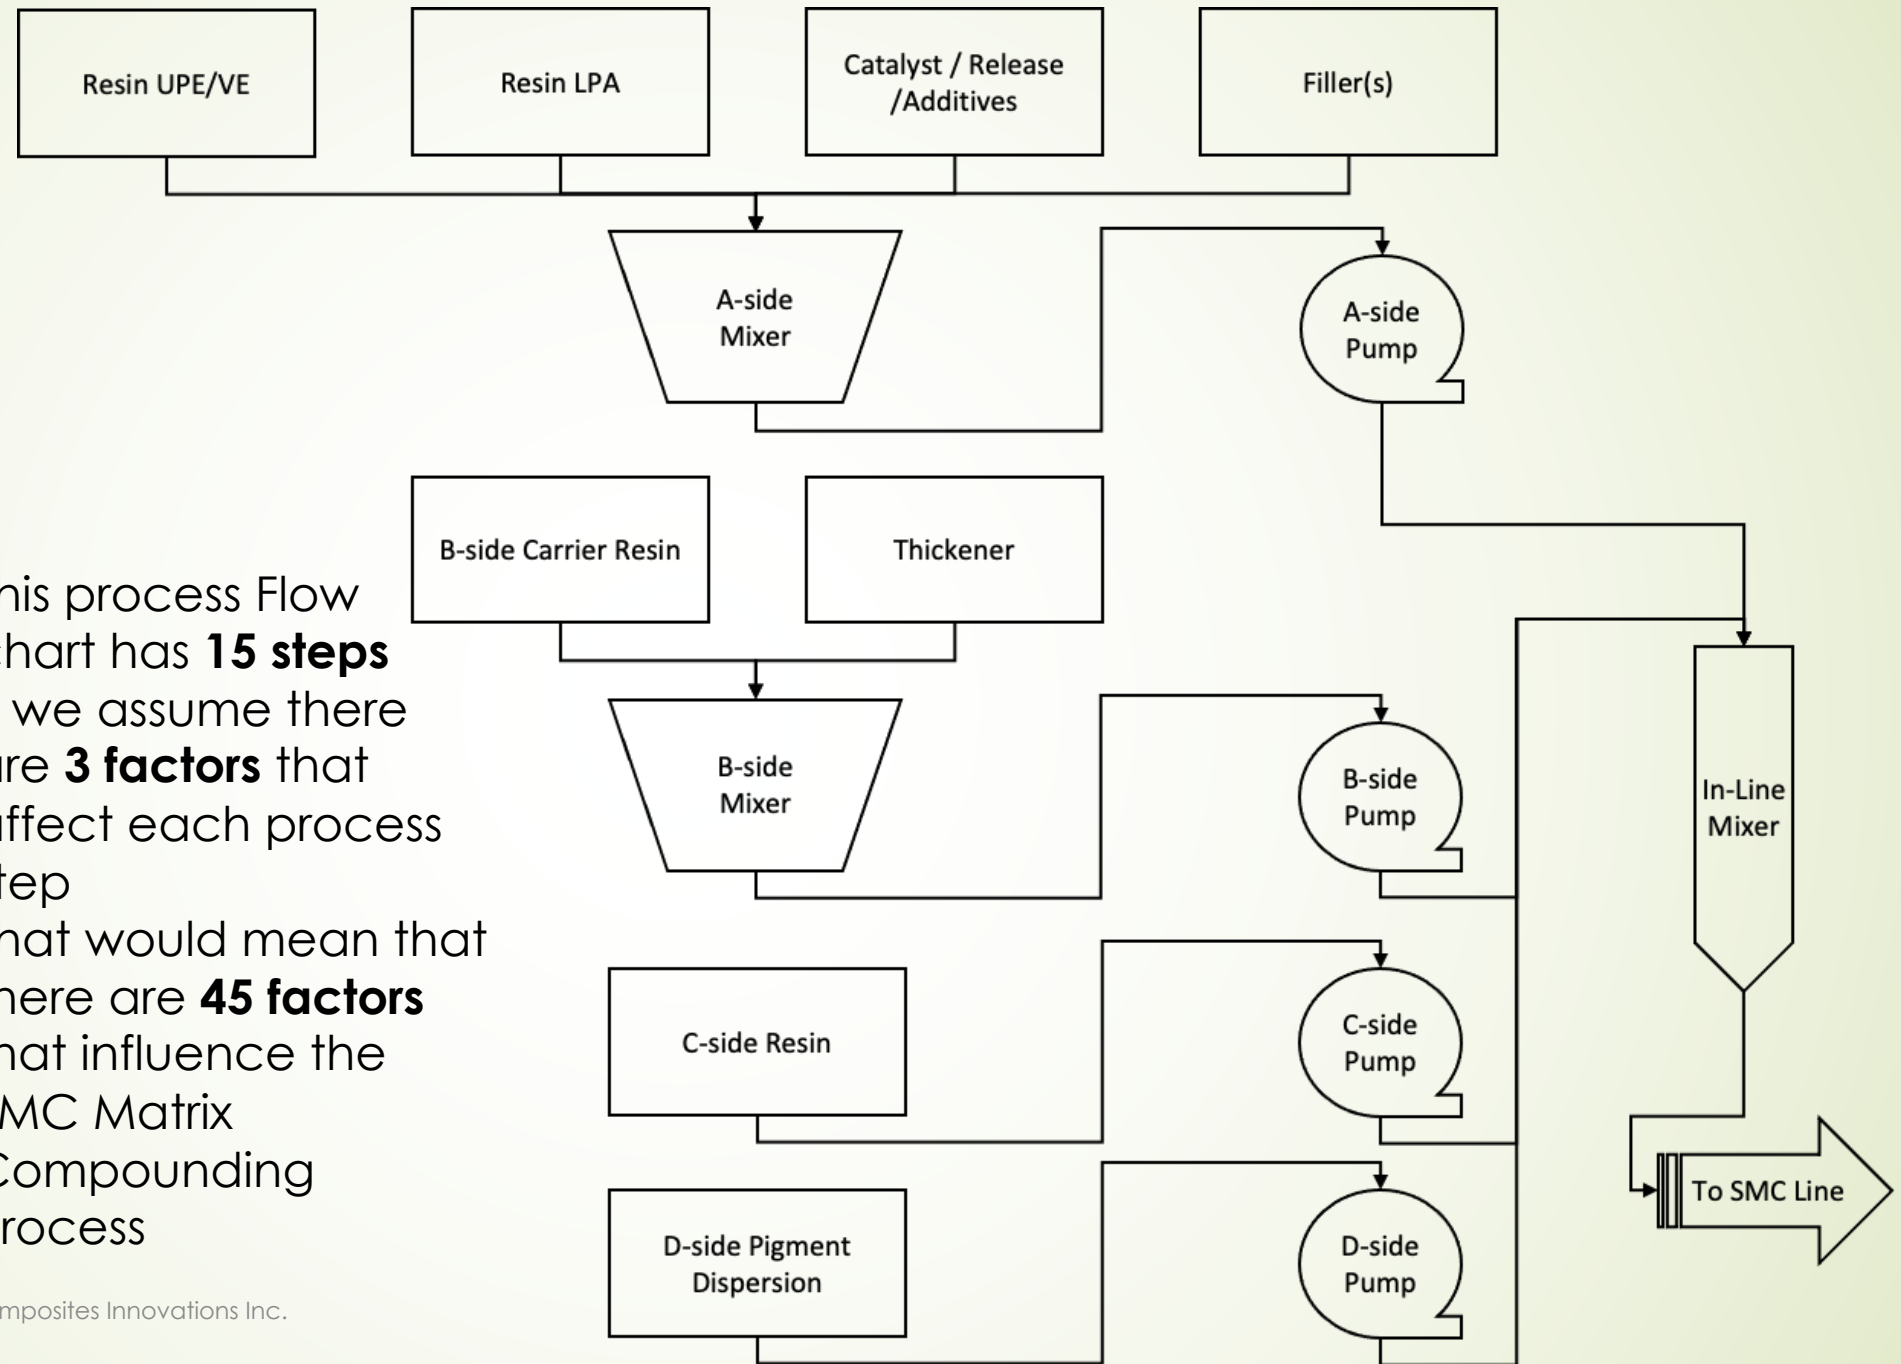 Resin UPE/VE
Resin LPA
Catalyst / Release
/Additives
Filler(s)
A-side
Mixer
A-side
Pump
B-side Carrier Resin
Thickener
his process Flow
chart has 15 steps
we assume there
are 3 factors that
affect each process
tep
hat would mean that
here are 45 factors
hat influence the
MC Matrix
Compounding
rocess
B-side
Mixer
B-side
Pump
In-Line
Mixer
C-side Resin
C-side
Pump
To SMC Line
D-side Pigment
Dispersion
D-side
Pump
mposites Innovations Inc.